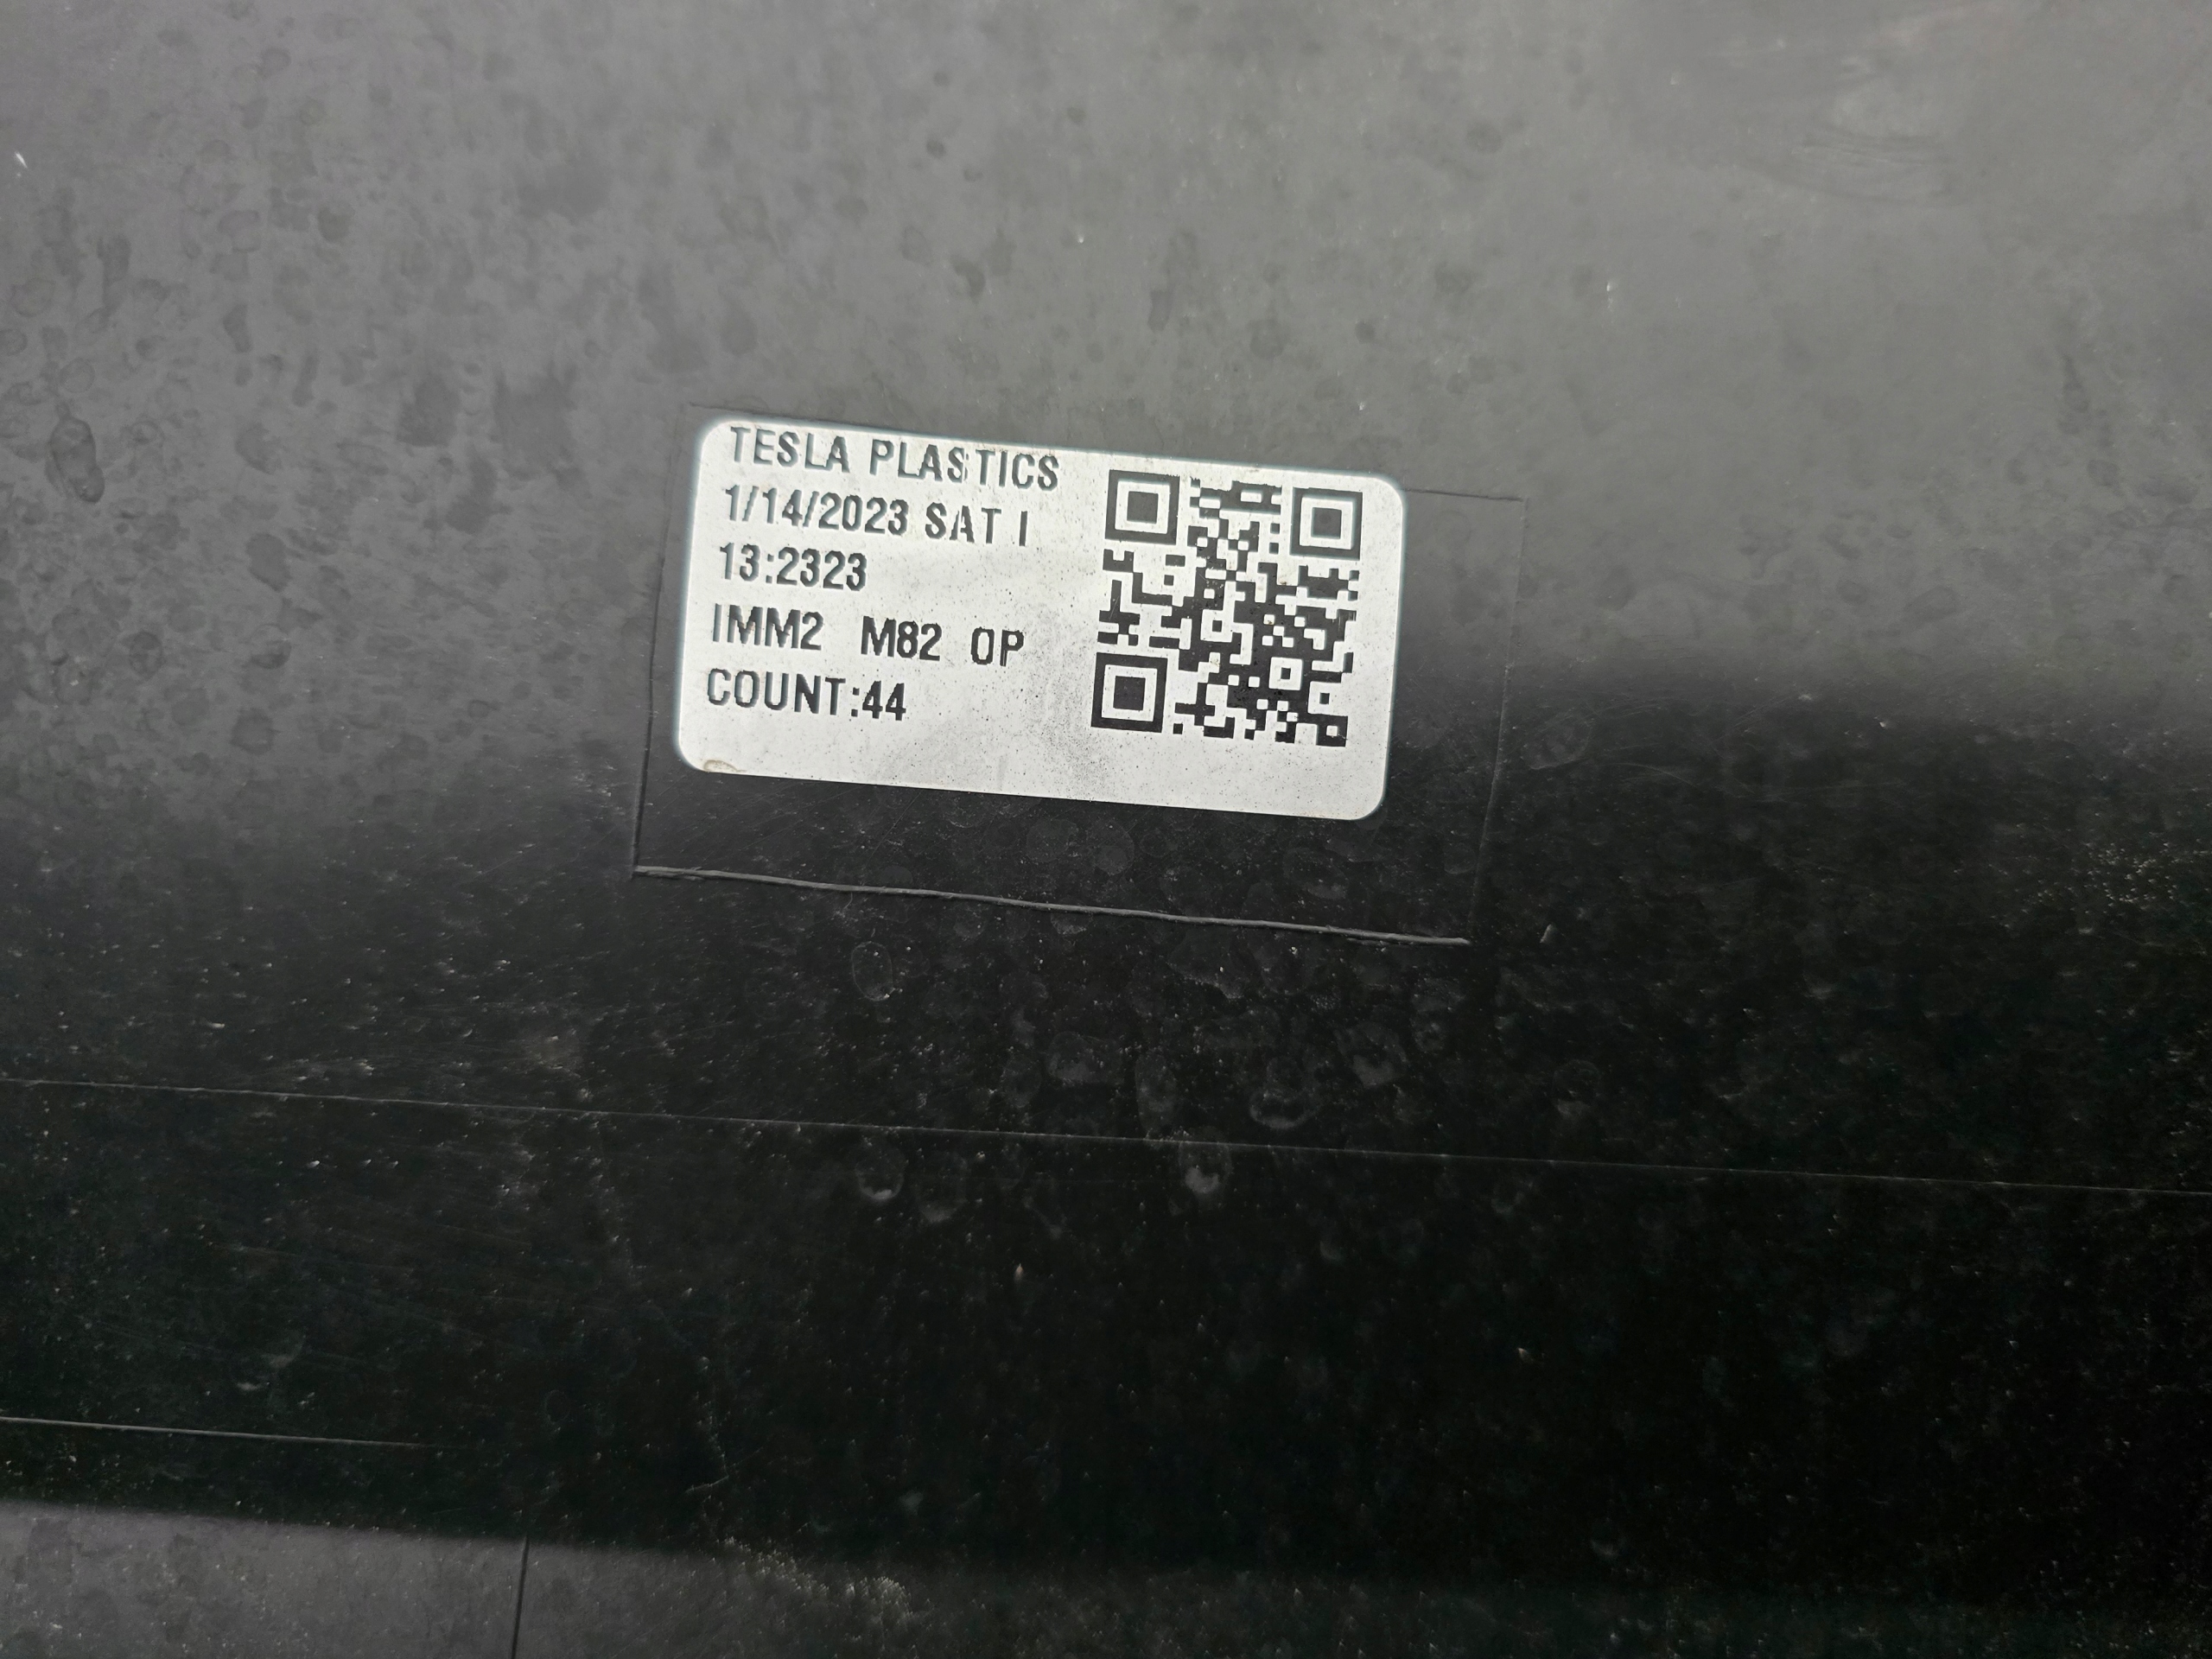 TESLA PLASTICS
1/14/2023 SAT I
13:2323
IMM2 M82 OP
COUNT:44